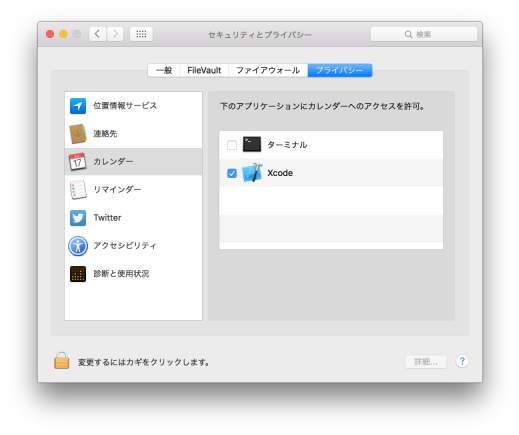 セキュリティとプライバシー
検索
一般 FileVault ファイアウォール プライバシー
位置情報サービス
連絡先
カレンダー
リマインダー
Twitter
アクセシビリティ
診断と使用状況
下のアプリケーションにカレンダーへのアクセスを許可。
ターミナル
Xcode
変更するにはカギをクリックします。
詳細...
?